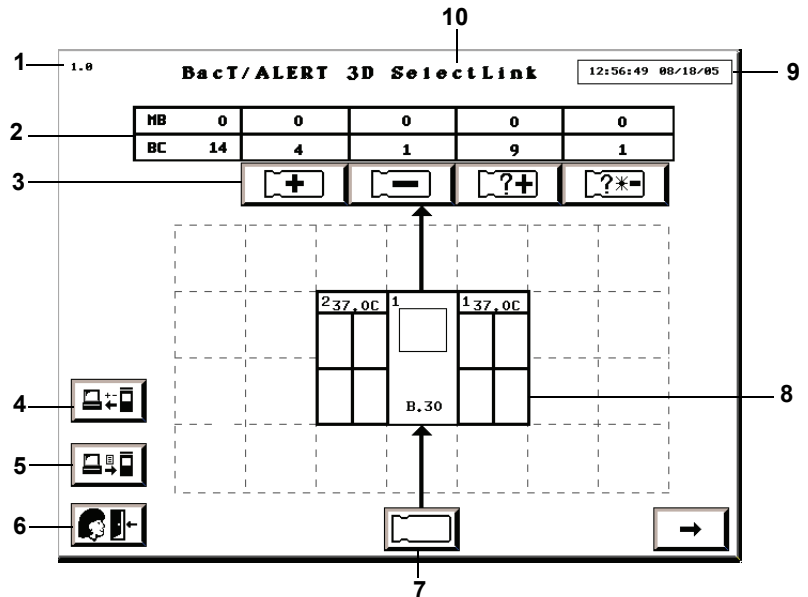 10
1
1.0
BacT/ALERT 3D SelectLink
12:56:49 08/18/05
9
2
MB 0 0 0 0 0
BC 14 4 1 9 1
3
+ − ?+ ?*-
2 37.0C 1 1 37.0C
B.30
8
4
+-
5
6
7